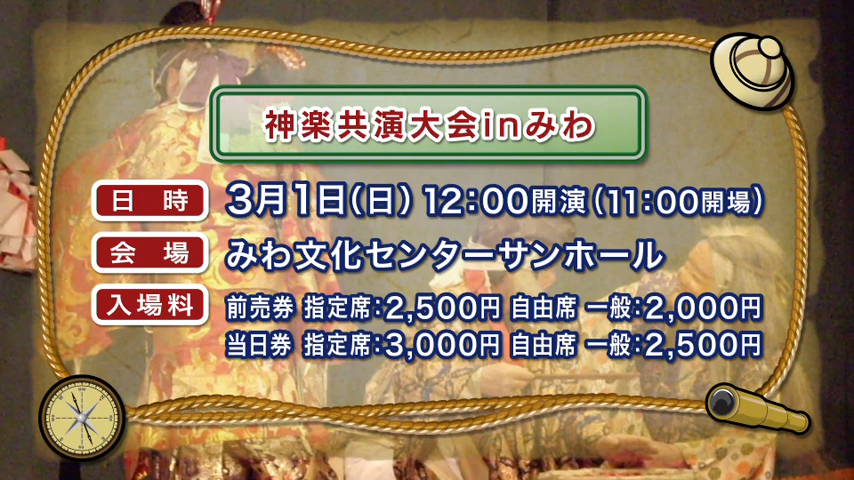 神楽共演大会inみわ
日時 3月1日(日) 12:00開演(11:00開場)
会場 みわ文化センターサンホール
入場料 前売券 指定席:2,500円 自由席 一般:2,000円
当日券 指定席:3,000円 自由席 一般:2,500円